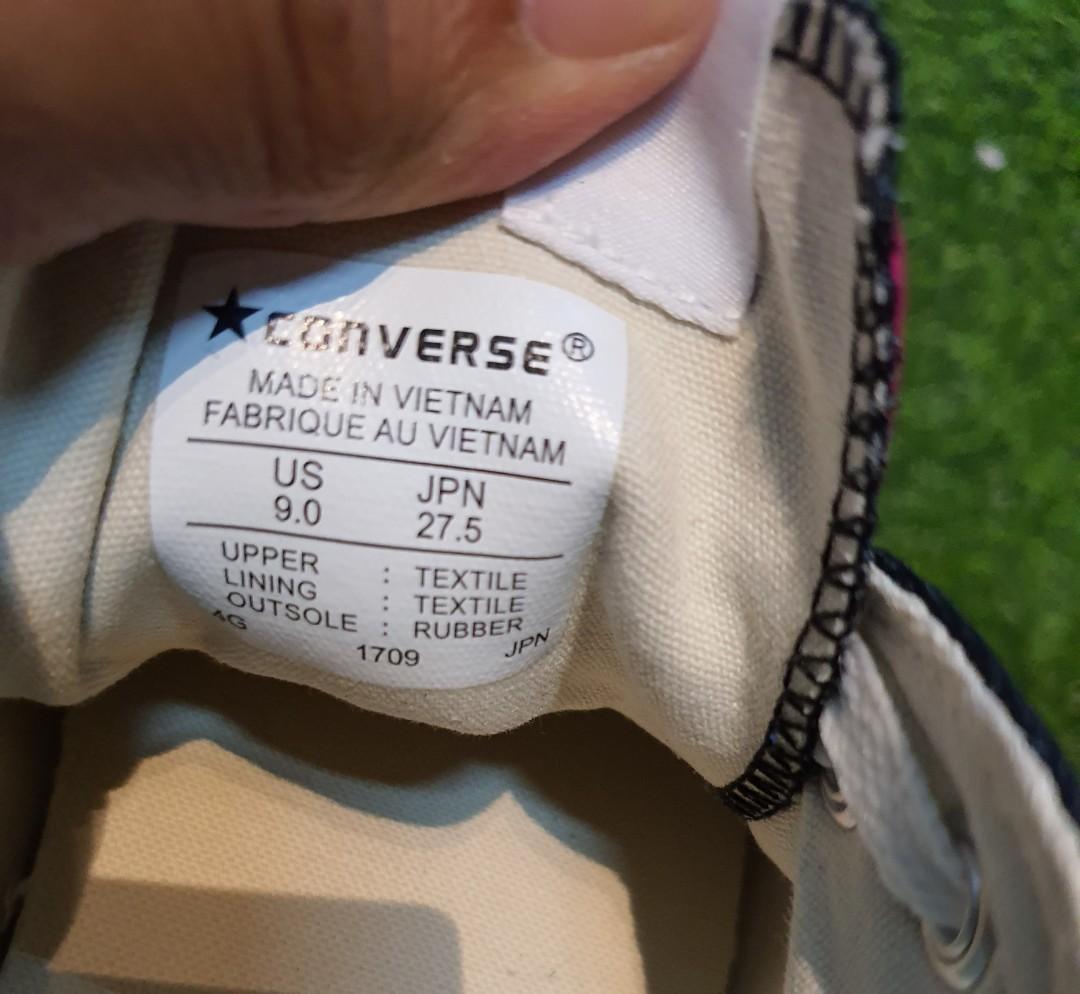 ★CONVERSE®
MADE IN VIETNAM
FABRIQUE AU VIETNAM
US JPN
9.0 27.5
UPPER : TEXTILE
LINING : TEXTILE
OUTSOLE : RUBBER
4G 1709 JPN